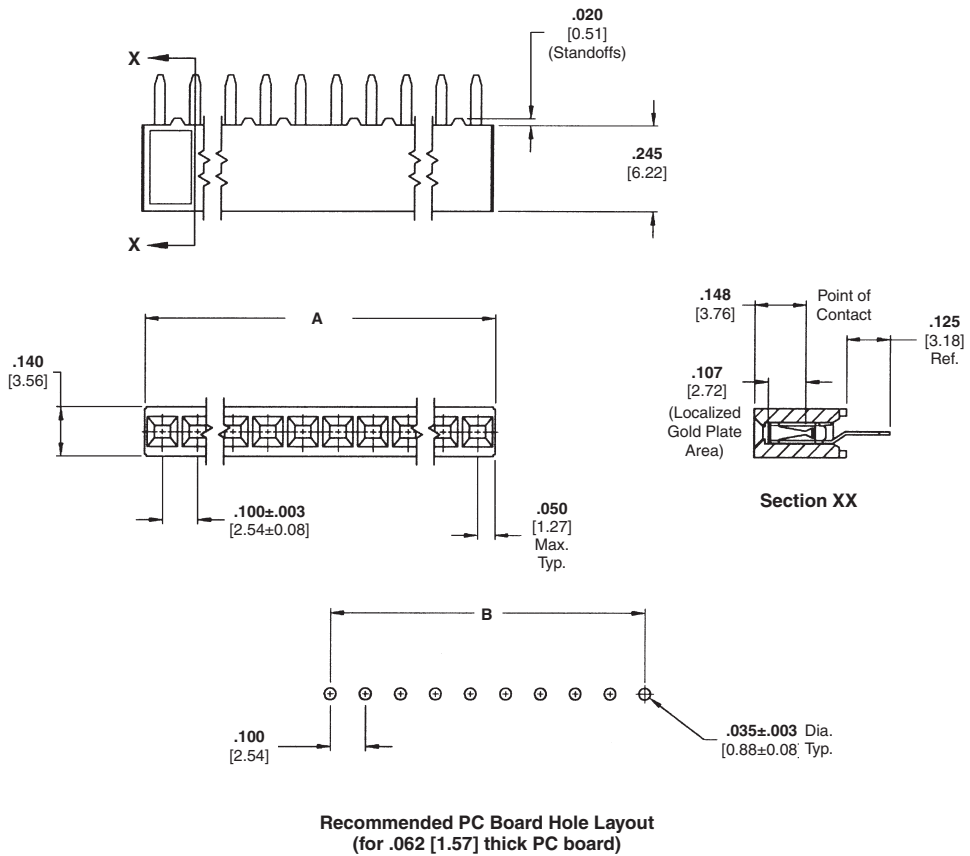 .020
[0.51]
(Standoffs)
X
.245
[6.22]
X
A
.148
[3.76]
Point of
Contact
.125
[3.18]
Ref.
.140
[3.56]
.107
[2.72]
(Localized
Gold Plate
Area)
Section XX
.100±.003
[2.54±0.08]
.050
[1.27]
Max.
Typ.
B
.100
[2.54]
.035±.003 Dia.
[0.88±0.08] Typ.
Recommended PC Board Hole Layout
(for .062 [1.57] thick PC board)